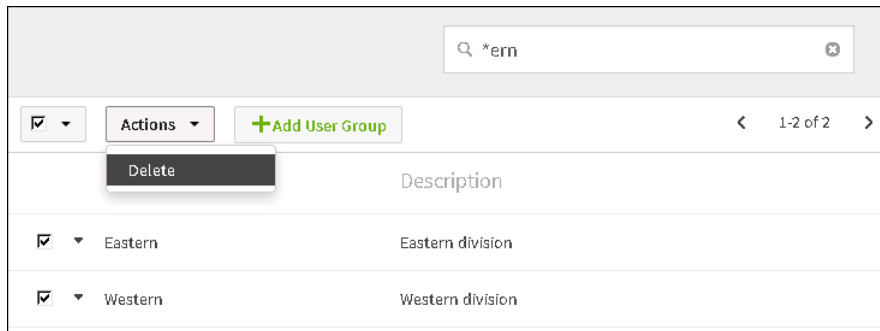 *ern
Actions
+Add User Group
1-2 of 2
Delete
Description
Eastern
Eastern division
Western
Western division